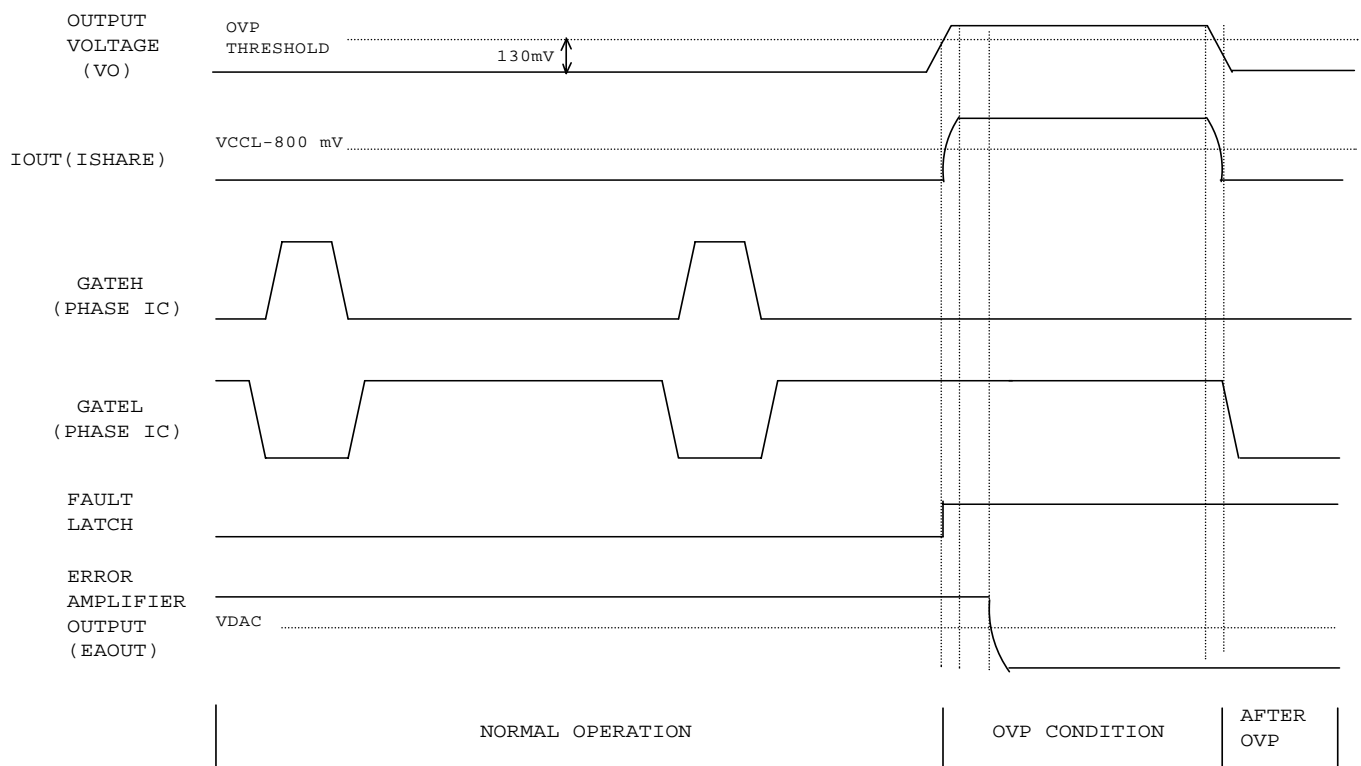 OUTPUT
VOLTAGE
(VO)
OVP
THRESHOLD
130mV
IOUT(ISHARE)
VCCL-800 mV
GATEH
(PHASE IC)
GATEL
(PHASE IC)
FAULT
LATCH
ERROR
AMPLIFIER
OUTPUT
(EAOUT)
VDAC
NORMAL OPERATION
OVP CONDITION
AFTER
OVP